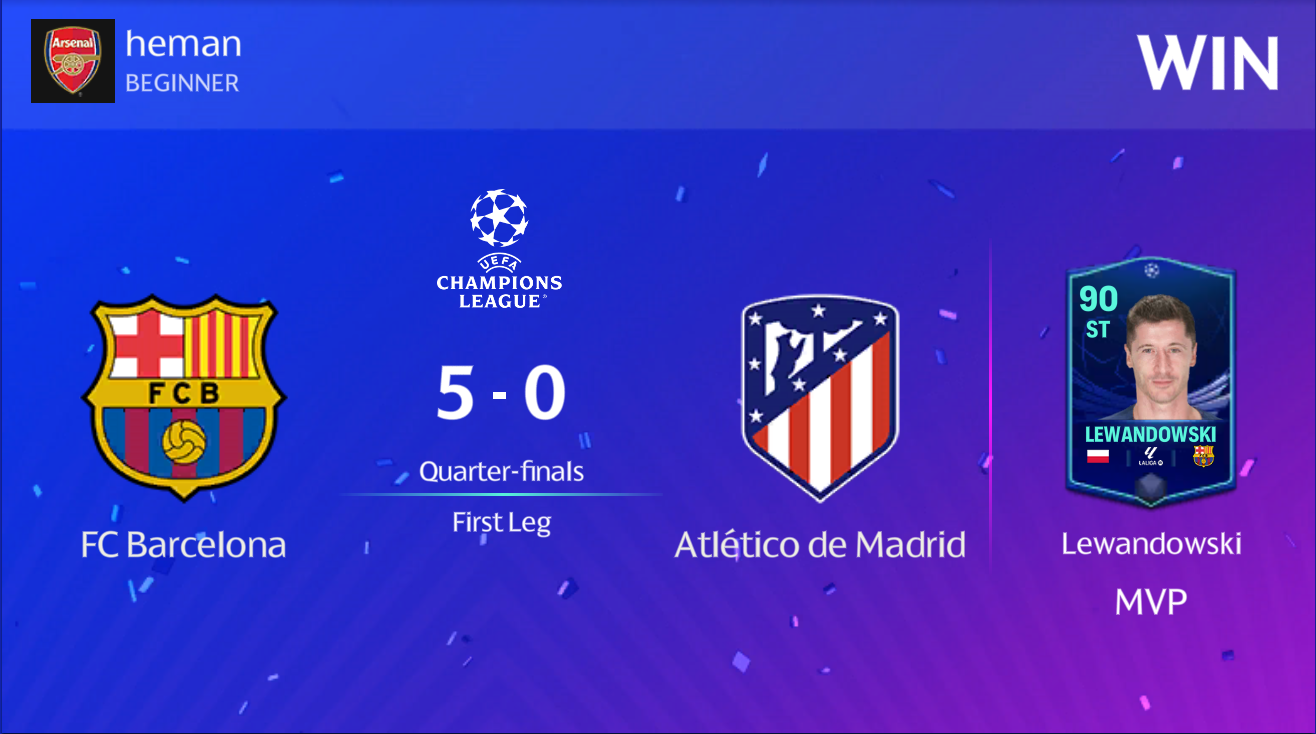 Arsenal
heman
BEGINNER
WIN
UEFA
CHAMPIONS
LEAGUE®
5 - 0
Quarter-finals
First Leg
FCB
FC Barcelona
Atlético de Madrid
90
ST
LEWANDOWSKI
LALIGA
Lewandowski
MVP